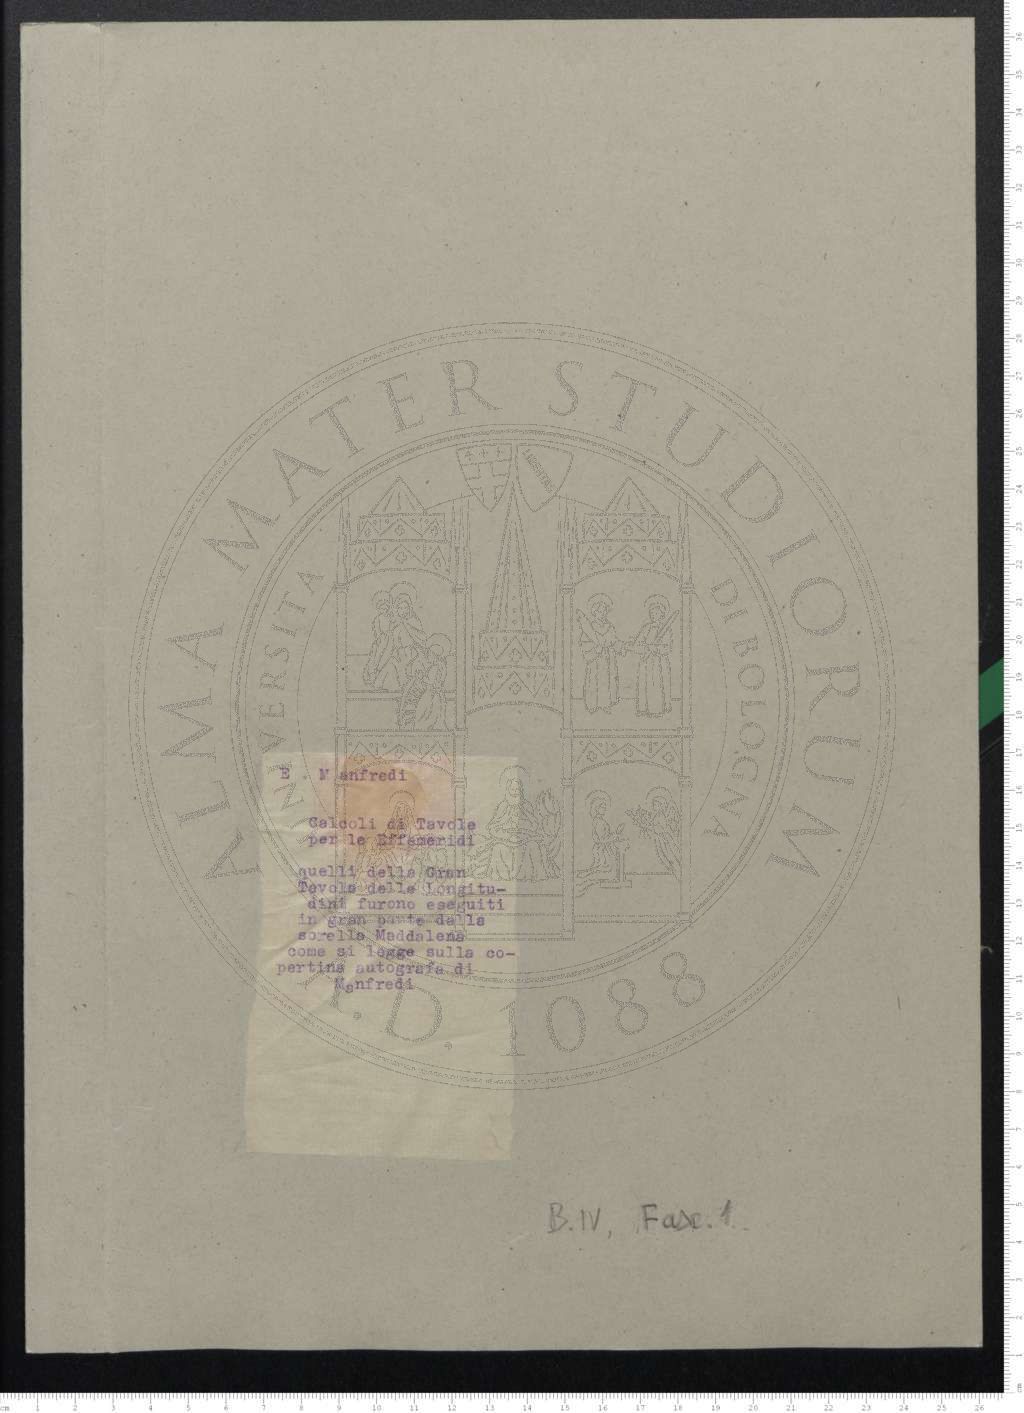 E . Manfredi
Calcoli di Tavole
per le Effemeridi
quelli della Gran
Tavola delle Longitu-
dini furono eseguiti
in gran parte dalla
sorella Maddalena
come si legge sulla co-
pertina autografa di
Manfredi
B.IV, Fasc. 1.
ALMA MATER STUDIORUM
UNIVERSITA DI BOLOGNA
A.D. 1088